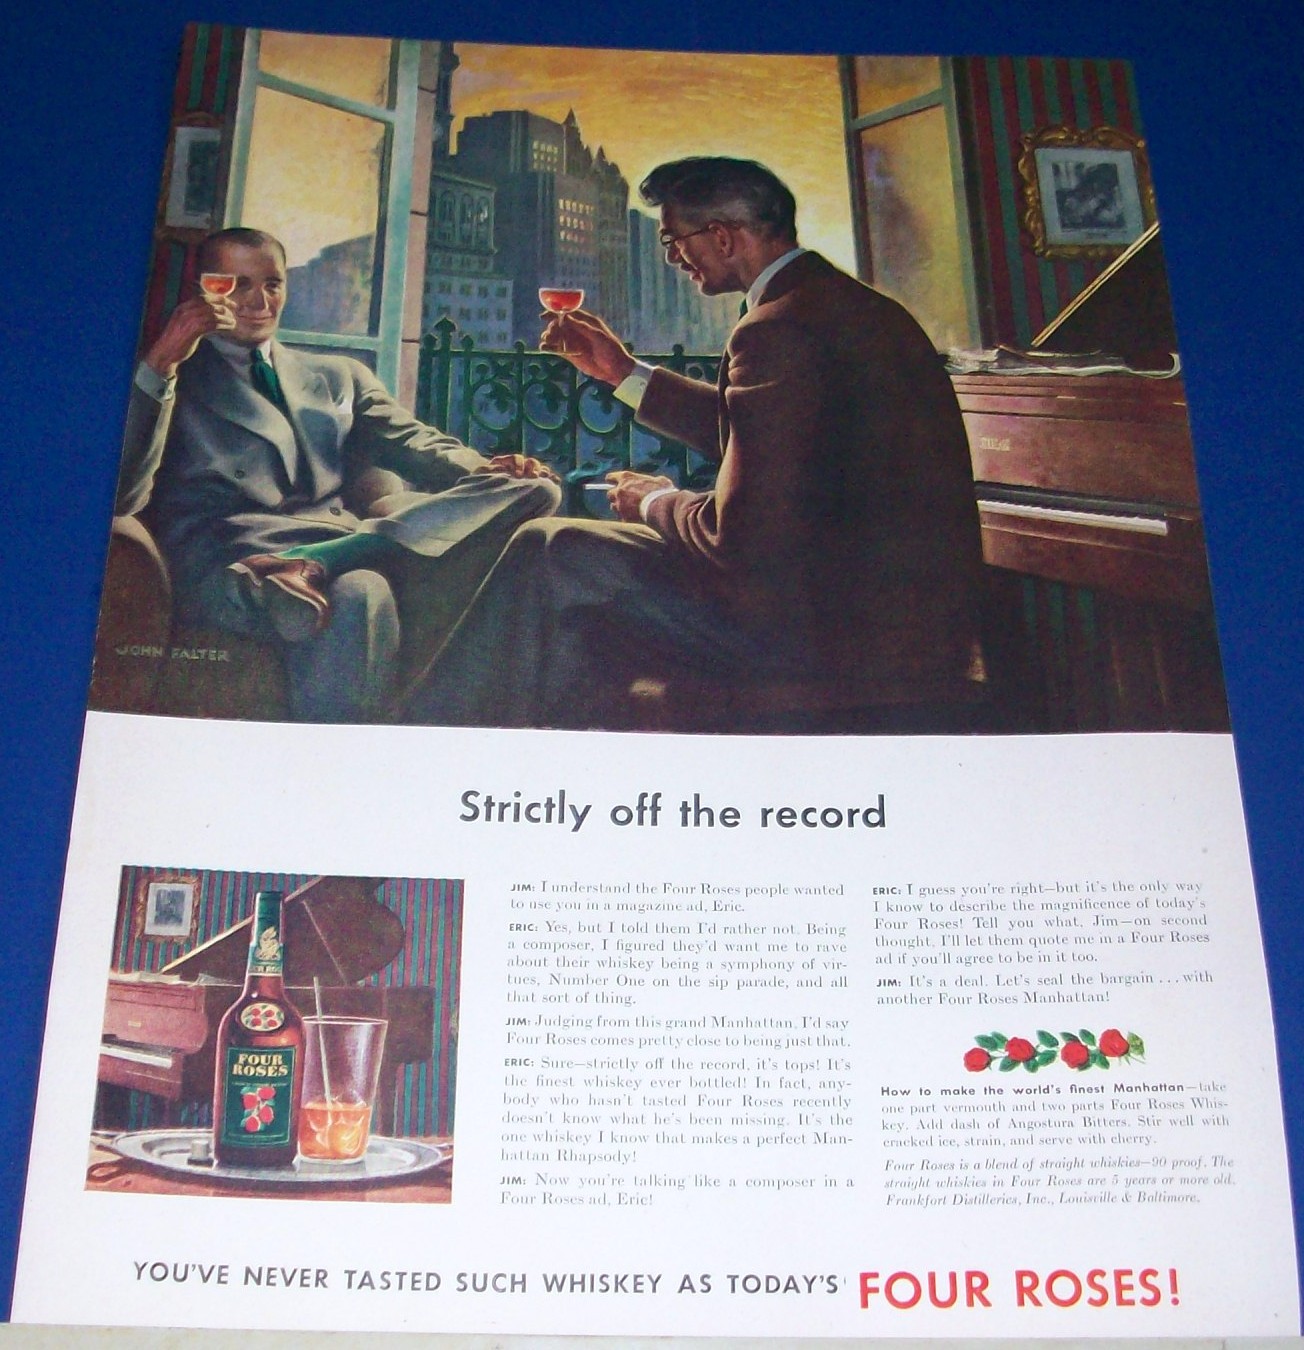 JOHN FALTER
Strictly off the record
JIM: I understand the Four Roses people wanted
to use you in a magazine ad, Eric.
ERIC: Yes, but I told them I'd rather not. Being
a composer, I figured they'd want me to rave
about their whiskey being a symphony of vir-
tues, Number One on the sip parade, and all
that sort of thing.
JIM: Judging from this grand Manhattan, I'd say
Four Roses comes pretty close to being just that.
ERIC: Sure—strictly off the record, it's tops! It's
the finest whiskey ever bottled! In fact, any-
body who hasn't tasted Four Roses recently
doesn't know what he's been missing. It's the
one whiskey I know that makes a perfect Man-
hattan Rhapsody!
JIM: Now you're talking like a composer in a
Four Roses ad, Eric!
ERIC: I guess you're right—but it's the only way
I know to describe the magnificence of today's
Four Roses! Tell you what, Jim—on second
thought, I'll let them quote me in a Four Roses
ad if you'll agree to be in it too.
JIM: It's a deal. Let's seal the bargain . . . with
another Four Roses Manhattan!
How to make the world's finest Manhattan—take
one part vermouth and two parts Four Roses Whis-
key. Add dash of Angostura Bitters. Stir well with
cracked ice, strain, and serve with cherry.
Four Roses is a blend of straight whiskies—90 proof. The
straight whiskies in Four Roses are 5 years or more old.
Frankfort Distilleries, Inc., Louisville & Baltimore.
FOUR
ROSES
YOU'VE NEVER TASTED SUCH WHISKEY AS TODAY'S FOUR ROSES!